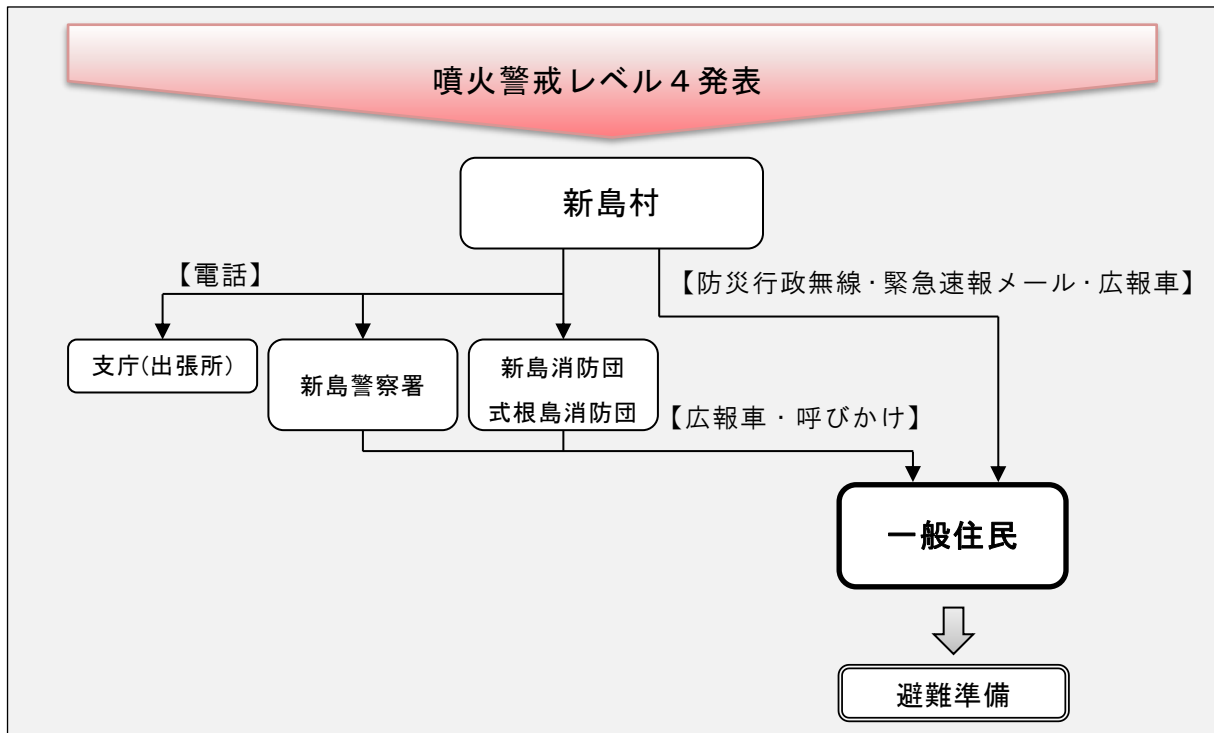 噴火警戒レベル４発表
新島村
【電話】
【防災行政無線・緊急速報メール・広報車】
支庁(出張所)
新島警察署
新島消防団
式根島消防団
【広報車・呼びかけ】
一般住民
避難準備